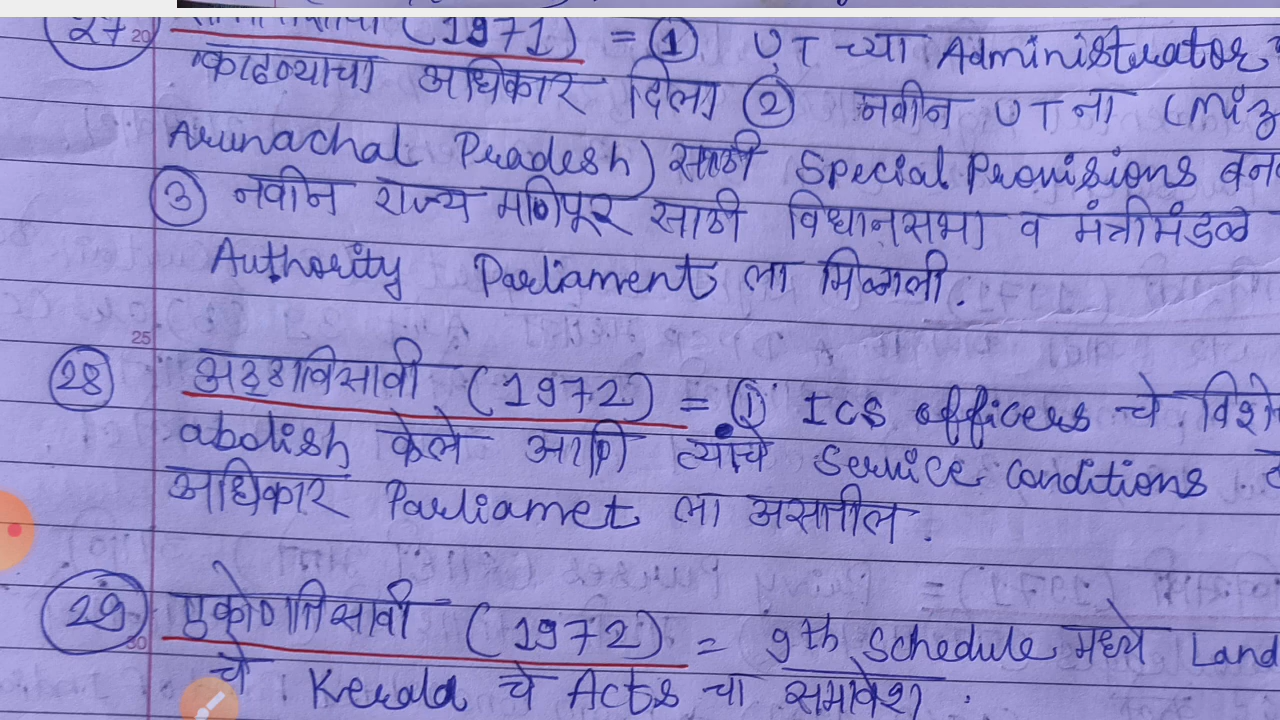 27 (1971) = ① UT च्या Administrator
काढण्याचा अधिकार दिला ② नवीन UT ना (Miz
Arunachal Pradesh) साठी Special Provisions बन
③ नवीन राज्य मणिपूर साठी विधानसभा व मंत्रीमंडळ
Authority Parliament ला मिळाली.
28 अठ्ठाविसावी (1972) = ① ICS officers चे विशे
abolish केले आणि त्यांचे Service Conditions
अधिकार Parliamet ला असतील.
29 एकोणतिसावी (1972) = 9th Schedule मध्ये Land
चे Kerala चे Acts चा समावेश.